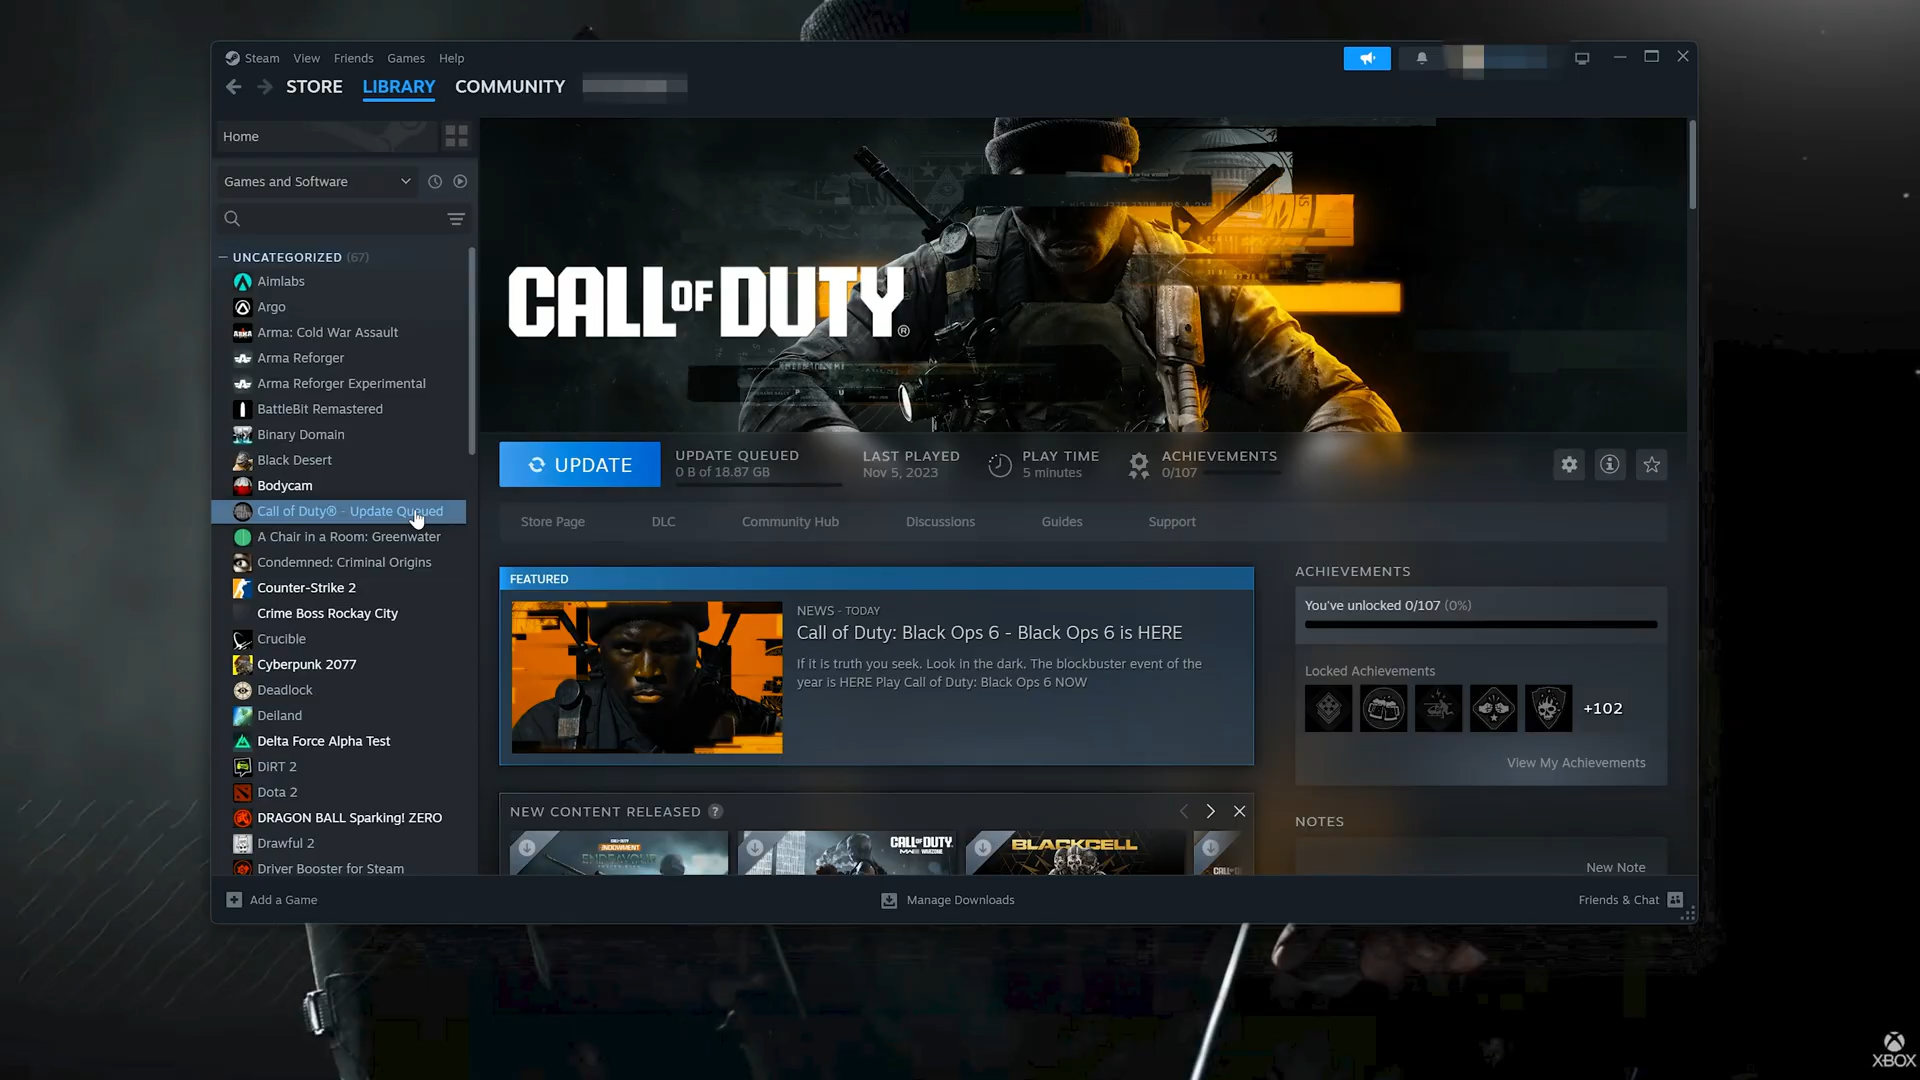 Steam View Friends Games Help
STORE LIBRARY COMMUNITY
Home
Games and Software
UNCATEGORIZED (67)
Aimlabs
Argo
Arma: Cold War Assault
Arma Reforger
Arma Reforger Experimental
BattleBit Remastered
Binary Domain
Black Desert
Bodycam
Call of Duty® - Update Queued
A Chair in a Room: Greenwater
Condemned: Criminal Origins
Counter-Strike 2
Crime Boss Rockay City
Crucible
Cyberpunk 2077
Deadlock
Deiland
Delta Force Alpha Test
DiRT 2
Dota 2
DRAGON BALL Sparking! ZERO
Drawful 2
Driver Booster for Steam
CALL OF DUTY®
UPDATE
UPDATE QUEUED
0 B of 18.87 GB
LAST PLAYED
Nov 5, 2023
PLAY TIME
5 minutes
ACHIEVEMENTS
0/107
Store Page DLC Community Hub Discussions Guides Support
FEATURED
NEWS - TODAY
Call of Duty: Black Ops 6 - Black Ops 6 is HERE
If it is truth you seek. Look in the dark. The blockbuster event of the
year is HERE Play Call of Duty: Black Ops 6 NOW
NEW CONTENT RELEASED ?
ENDOWMENT
ENDEAVOUR
CALL OF DUTY
WARZONE
BLACKCELL
ACHIEVEMENTS
You've unlocked 0/107 (0%)
Locked Achievements
+102
View My Achievements
NOTES
New Note
Add a Game
Manage Downloads
Friends & Chat
XBOX